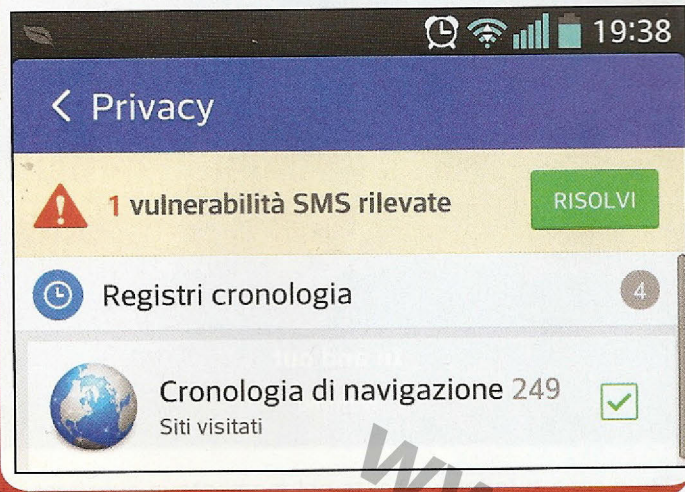 19:38
Privacy
1 vulnerabilità SMS rilevate
RISOLVI
Registri cronologia
4
Cronologia di navigazione 249
Siti visitati